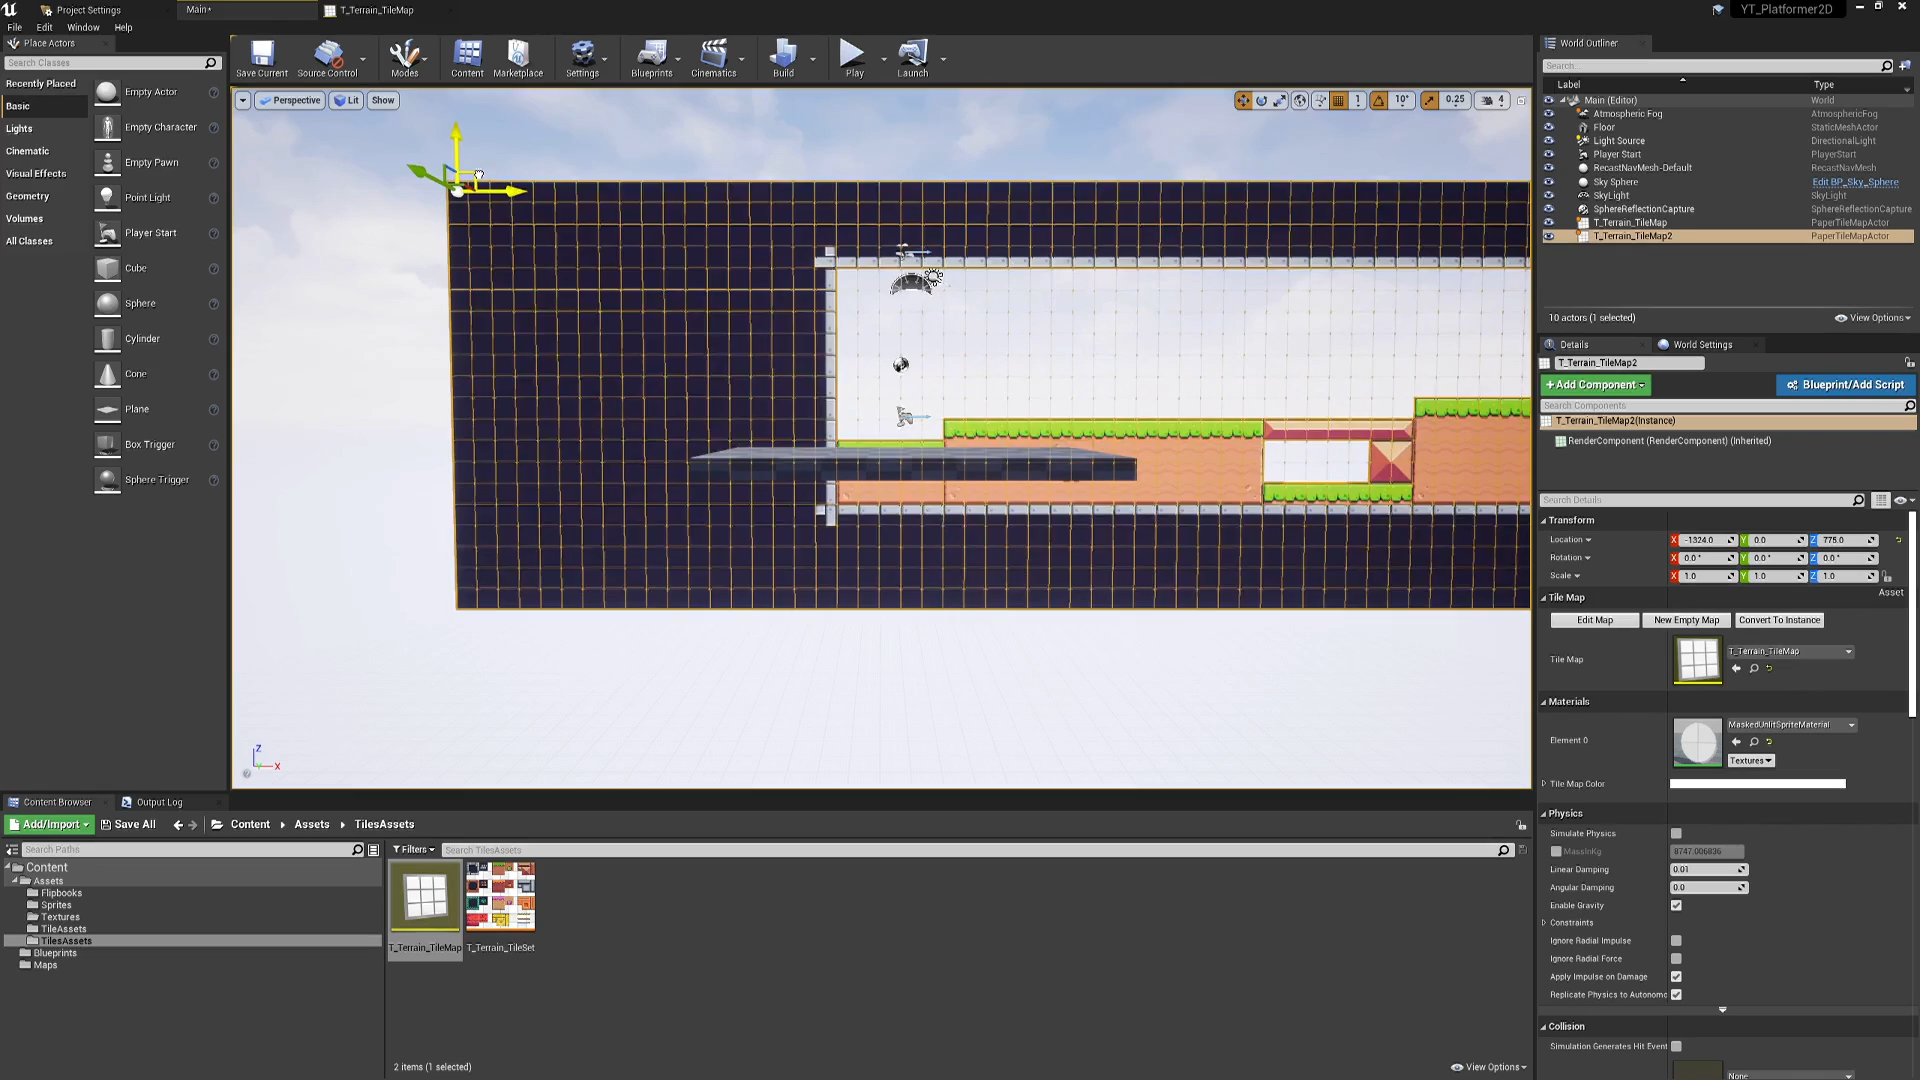 Project Settings
Main*
T_Terrain_TileMap
YT_Platformer2D
File Edit Window Help
Place Actors
Search Classes
Recently Placed
Basic
Lights
Cinematic
Visual Effects
Geometry
Volumes
All Classes
Empty Actor
Empty Character
Empty Pawn
Point Light
Player Start
Cube
Sphere
Cylinder
Cone
Plane
Box Trigger
Sphere Trigger
Save Current
Source Control
Modes
Content
Marketplace
Settings
Blueprints
Cinematics
Build
Play
Launch
Perspective
Lit
Show
1
10°
0.25
4
Z
X
World Outliner
Search...
Label Type
Main (Editor) World
Atmospheric Fog AtmosphericFog
Floor StaticMeshActor
Light Source DirectionalLight
Player Start PlayerStart
RecastNavMesh-Default RecastNavMesh
Sky Sphere Edit BP_Sky_Sphere
SkyLight SkyLight
SphereReflectionCapture SphereReflectionCapture
T_Terrain_TileMap PaperTileMapActor
T_Terrain_TileMap2 PaperTileMapActor
10 actors (1 selected)
View Options
Details
World Settings
T_Terrain_TileMap2
+Add Component
Blueprint/Add Script
Search Components
T_Terrain_TileMap2(Instance)
RenderComponent (RenderComponent) (Inherited)
Search Details
Transform
Location X -1324.0 Y 0.0 Z 775.0
Rotation X 0.0° Y 0.0° Z 0.0°
Scale X 1.0 Y 1.0 Z 1.0
Asset
Tile Map
Edit Map
New Empty Map
Convert To Instance
Tile Map
T_Terrain_TileMap
Materials
Element 0
MaskedUnlitSpriteMaterial
Textures
Tile Map Color
Physics
Simulate Physics
MassInKg 8747.006836
Linear Damping 0.01
Angular Damping 0.0
Enable Gravity
Constraints
Ignore Radial Impulse
Ignore Radial Force
Apply Impulse on Damage
Replicate Physics to Autonomo
Collision
Simulation Generates Hit Event
None
Content Browser
Output Log
Add/Import
Save All
Content
Assets
TilesAssets
Search Paths
Filters
Search TilesAssets
Content
Assets
Flipbooks
Sprites
Textures
TileAssets
TilesAssets
Blueprints
Maps
T_Terrain_TileMap
T_Terrain_TileSet
2 items (1 selected)
View Options